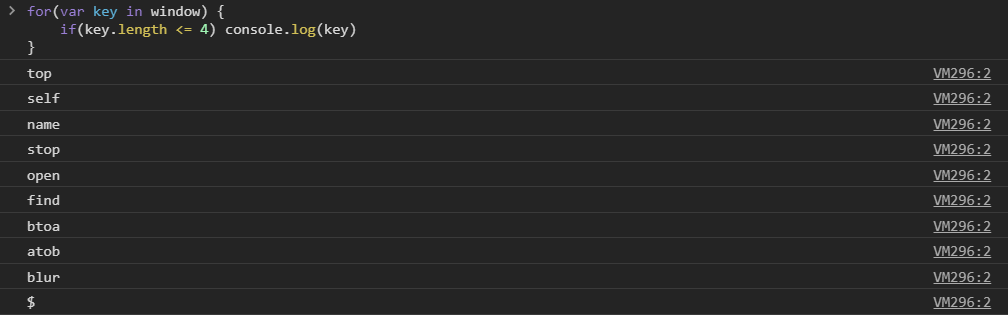 > for(var key in window) {
if(key.length <= 4) console.log(key)
}
top VM296:2
self VM296:2
name VM296:2
stop VM296:2
open VM296:2
find VM296:2
btoa VM296:2
atob VM296:2
blur VM296:2
$ VM296:2